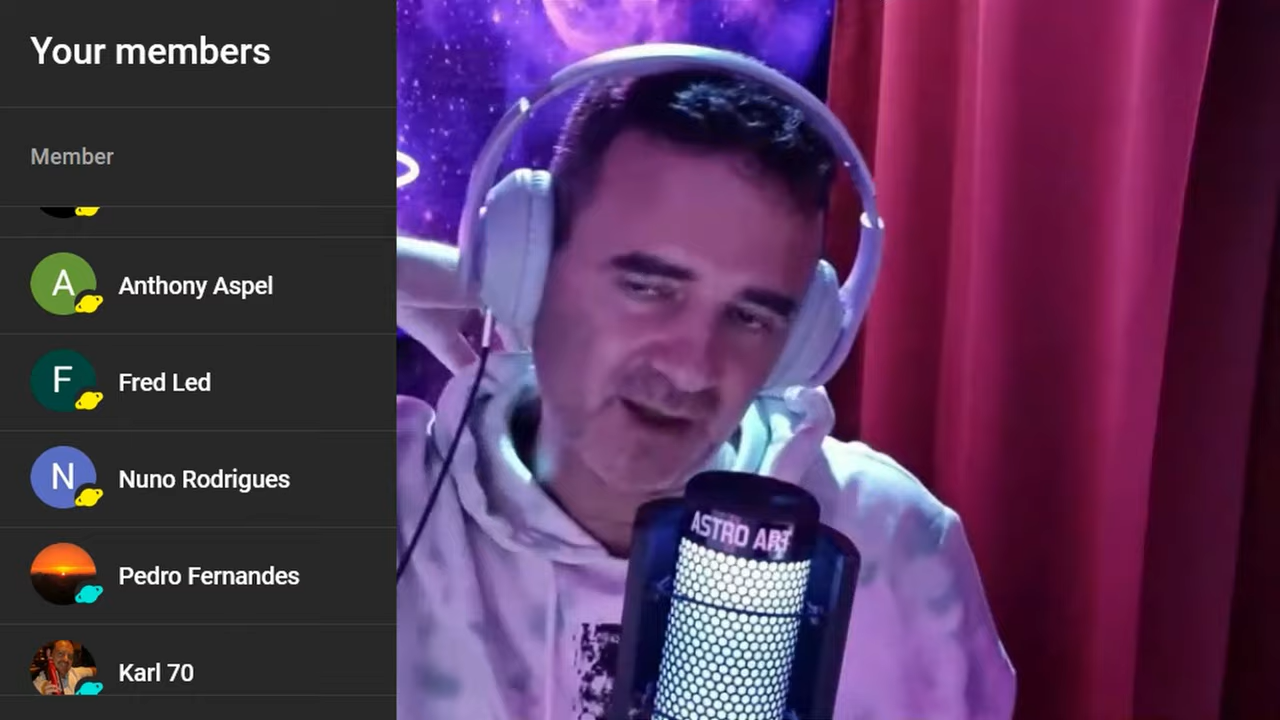 Your members
Member
A Anthony Aspel
F Fred Led
N Nuno Rodrigues
Pedro Fernandes
Karl 70
ASTRO ART